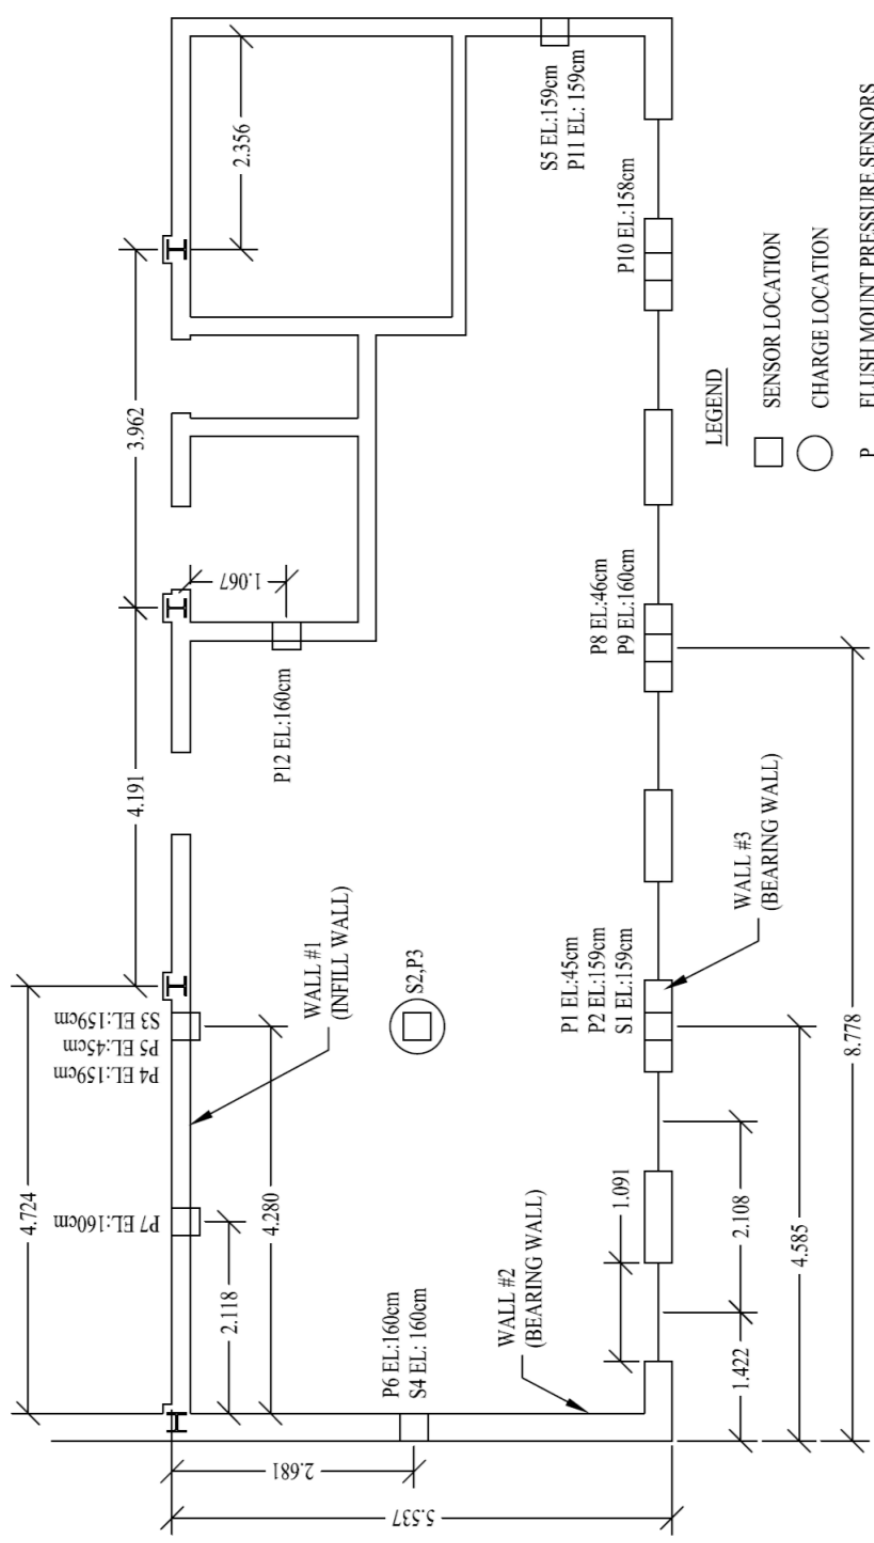 2.356
3.962
4.191
4.724
S5 EL:159cm
P11 EL: 159cm
P10 EL:158cm
1.067
P12 EL:160cm
P8 EL:46cm
P9 EL:160cm
S3 EL:159cm
P5 EL:45cm
P4 EL:159cm
P7 EL:160cm
WALL #1
(INFILL WALL)
S2,P3
P1 EL:45cm
P2 EL:159cm
S1 EL:159cm
WALL #3
(BEARING WALL)
4.280
2.118
P6 EL:160cm
S4 EL: 160cm
WALL #2
(BEARING WALL)
1.091
2.108
1.422
4.585
8.778
2.681
5.537
LEGEND
SENSOR LOCATION
CHARGE LOCATION
P FLUSH MOUNT PRESSURE SENSORS